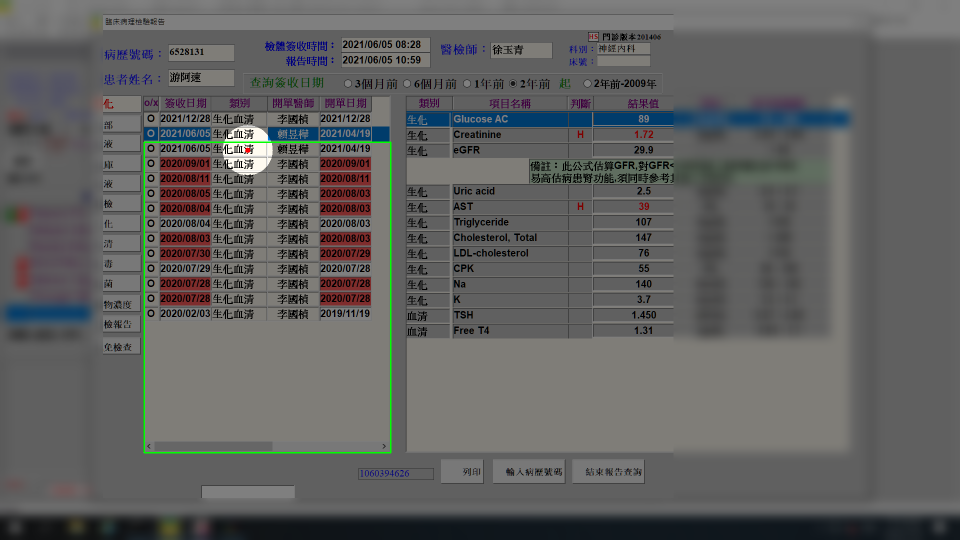 臨床病理檢驗報告
HS 門診版本201406
病歷號碼： 6528131 檢體簽收時間： 2021/06/05 08:28 醫檢師： 徐玉青 科別： 神經內科
報告時間： 2021/06/05 10:59 床號：
患者姓名： 游阿速 查詢簽收日期 3個月前 6個月前 1年前 2年前 起 2年前-2009年
化
部
液
庫
液
檢
化
清
毒
菌
物濃度
檢報告
免檢查
o/x 簽收日期 類別 開單醫師 開單日期
O 2021/12/28 生化血清 李國楨 2021/12/28
O 2021/06/05 生化血清 賴昱樺 2021/04/19
O 2021/06/05 生化血清 賴昱樺 2021/04/19
O 2020/09/01 生化血清 李國楨 2020/09/01
O 2020/08/11 生化血清 李國楨 2020/08/11
O 2020/08/05 生化血清 李國楨 2020/08/03
O 2020/08/04 生化血清 李國楨 2020/08/03
O 2020/08/04 生化血清 李國楨 2020/08/03
O 2020/08/03 生化血清 李國楨 2020/08/03
O 2020/07/30 生化血清 李國楨 2020/07/29
O 2020/07/29 生化血清 李國楨 2020/07/28
O 2020/07/28 生化血清 李國楨 2020/07/28
O 2020/07/28 生化血清 李國楨 2020/07/28
O 2020/02/03 生化血清 李國楨 2019/11/19
類別 項目名稱 判斷 結果值
生化 Glucose AC 89
生化 Creatinine H 1.72
生化 eGFR 29.9
備註：此公式估算GFR,對GFR<
易高估病患腎功能,須同時參考
生化 Uric acid 2.5
生化 AST H 39
生化 Triglyceride 107
生化 Cholesterol, Total 147
生化 LDL-cholesterol 76
生化 CPK 55
生化 Na 140
生化 K 3.7
血清 TSH 1.450
血清 Free T4 1.31
1060394626 列印 輸入病歷號碼 結束報告查詢